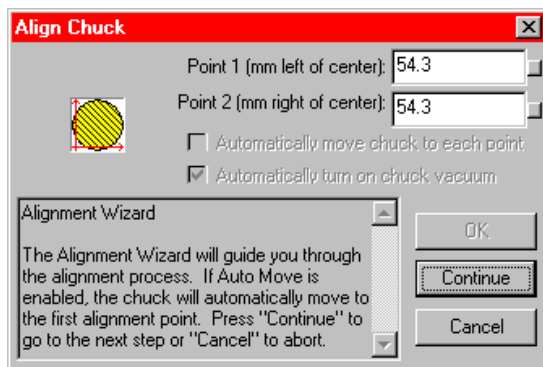 Align Chuck
Point 1 (mm left of center): 54.3
Point 2 (mm right of center): 54.3
Automatically move chuck to each point
Automatically turn on chuck vacuum
Alignment Wizard
The Alignment Wizard will guide you through
the alignment process.  If Auto Move is
enabled, the chuck will automatically move to
the first alignment point.  Press "Continue" to
go to the next step or "Cancel" to abort.
OK
Continue
Cancel